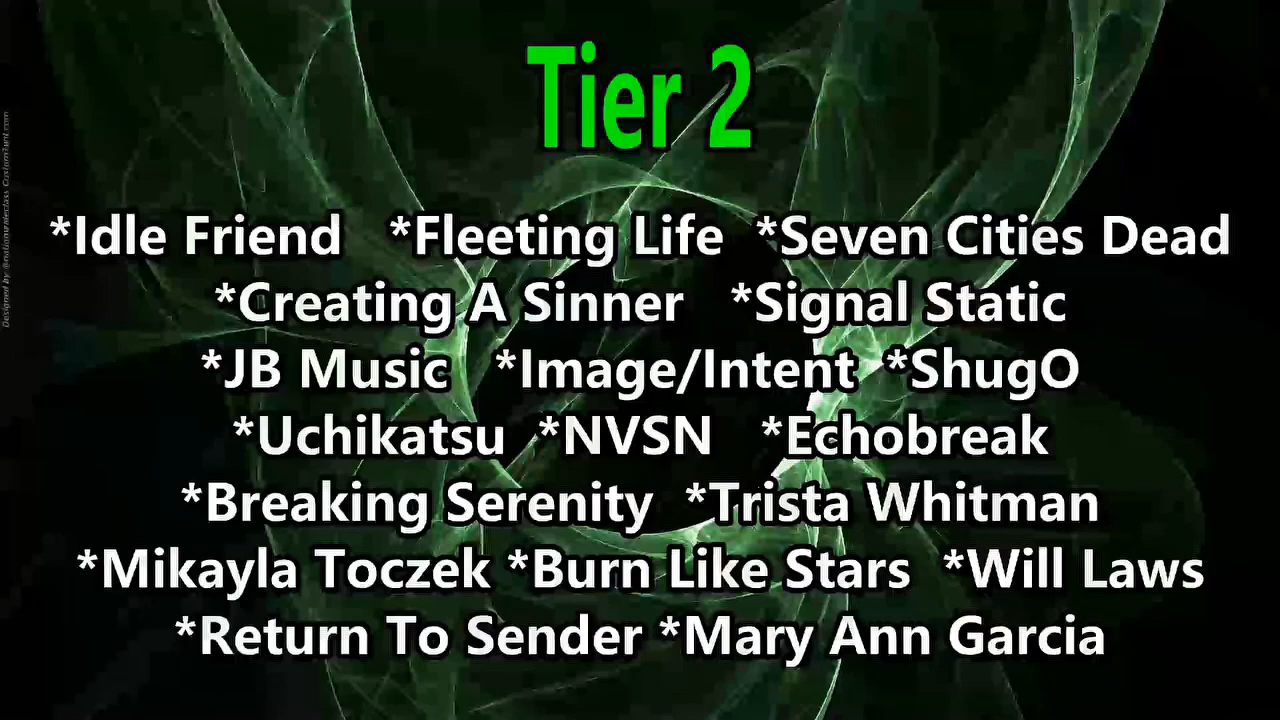 Tier 2
*Idle Friend *Fleeting Life *Seven Cities Dead
*Creating A Sinner *Signal Static
*JB Music *Image/Intent *ShugO
*Uchikatsu *NVSN *Echobreak
*Breaking Serenity *Trista Whitman
*Mikayla Toczek *Burn Like Stars *Will Laws
*Return To Sender *Mary Ann Garcia
Designed by